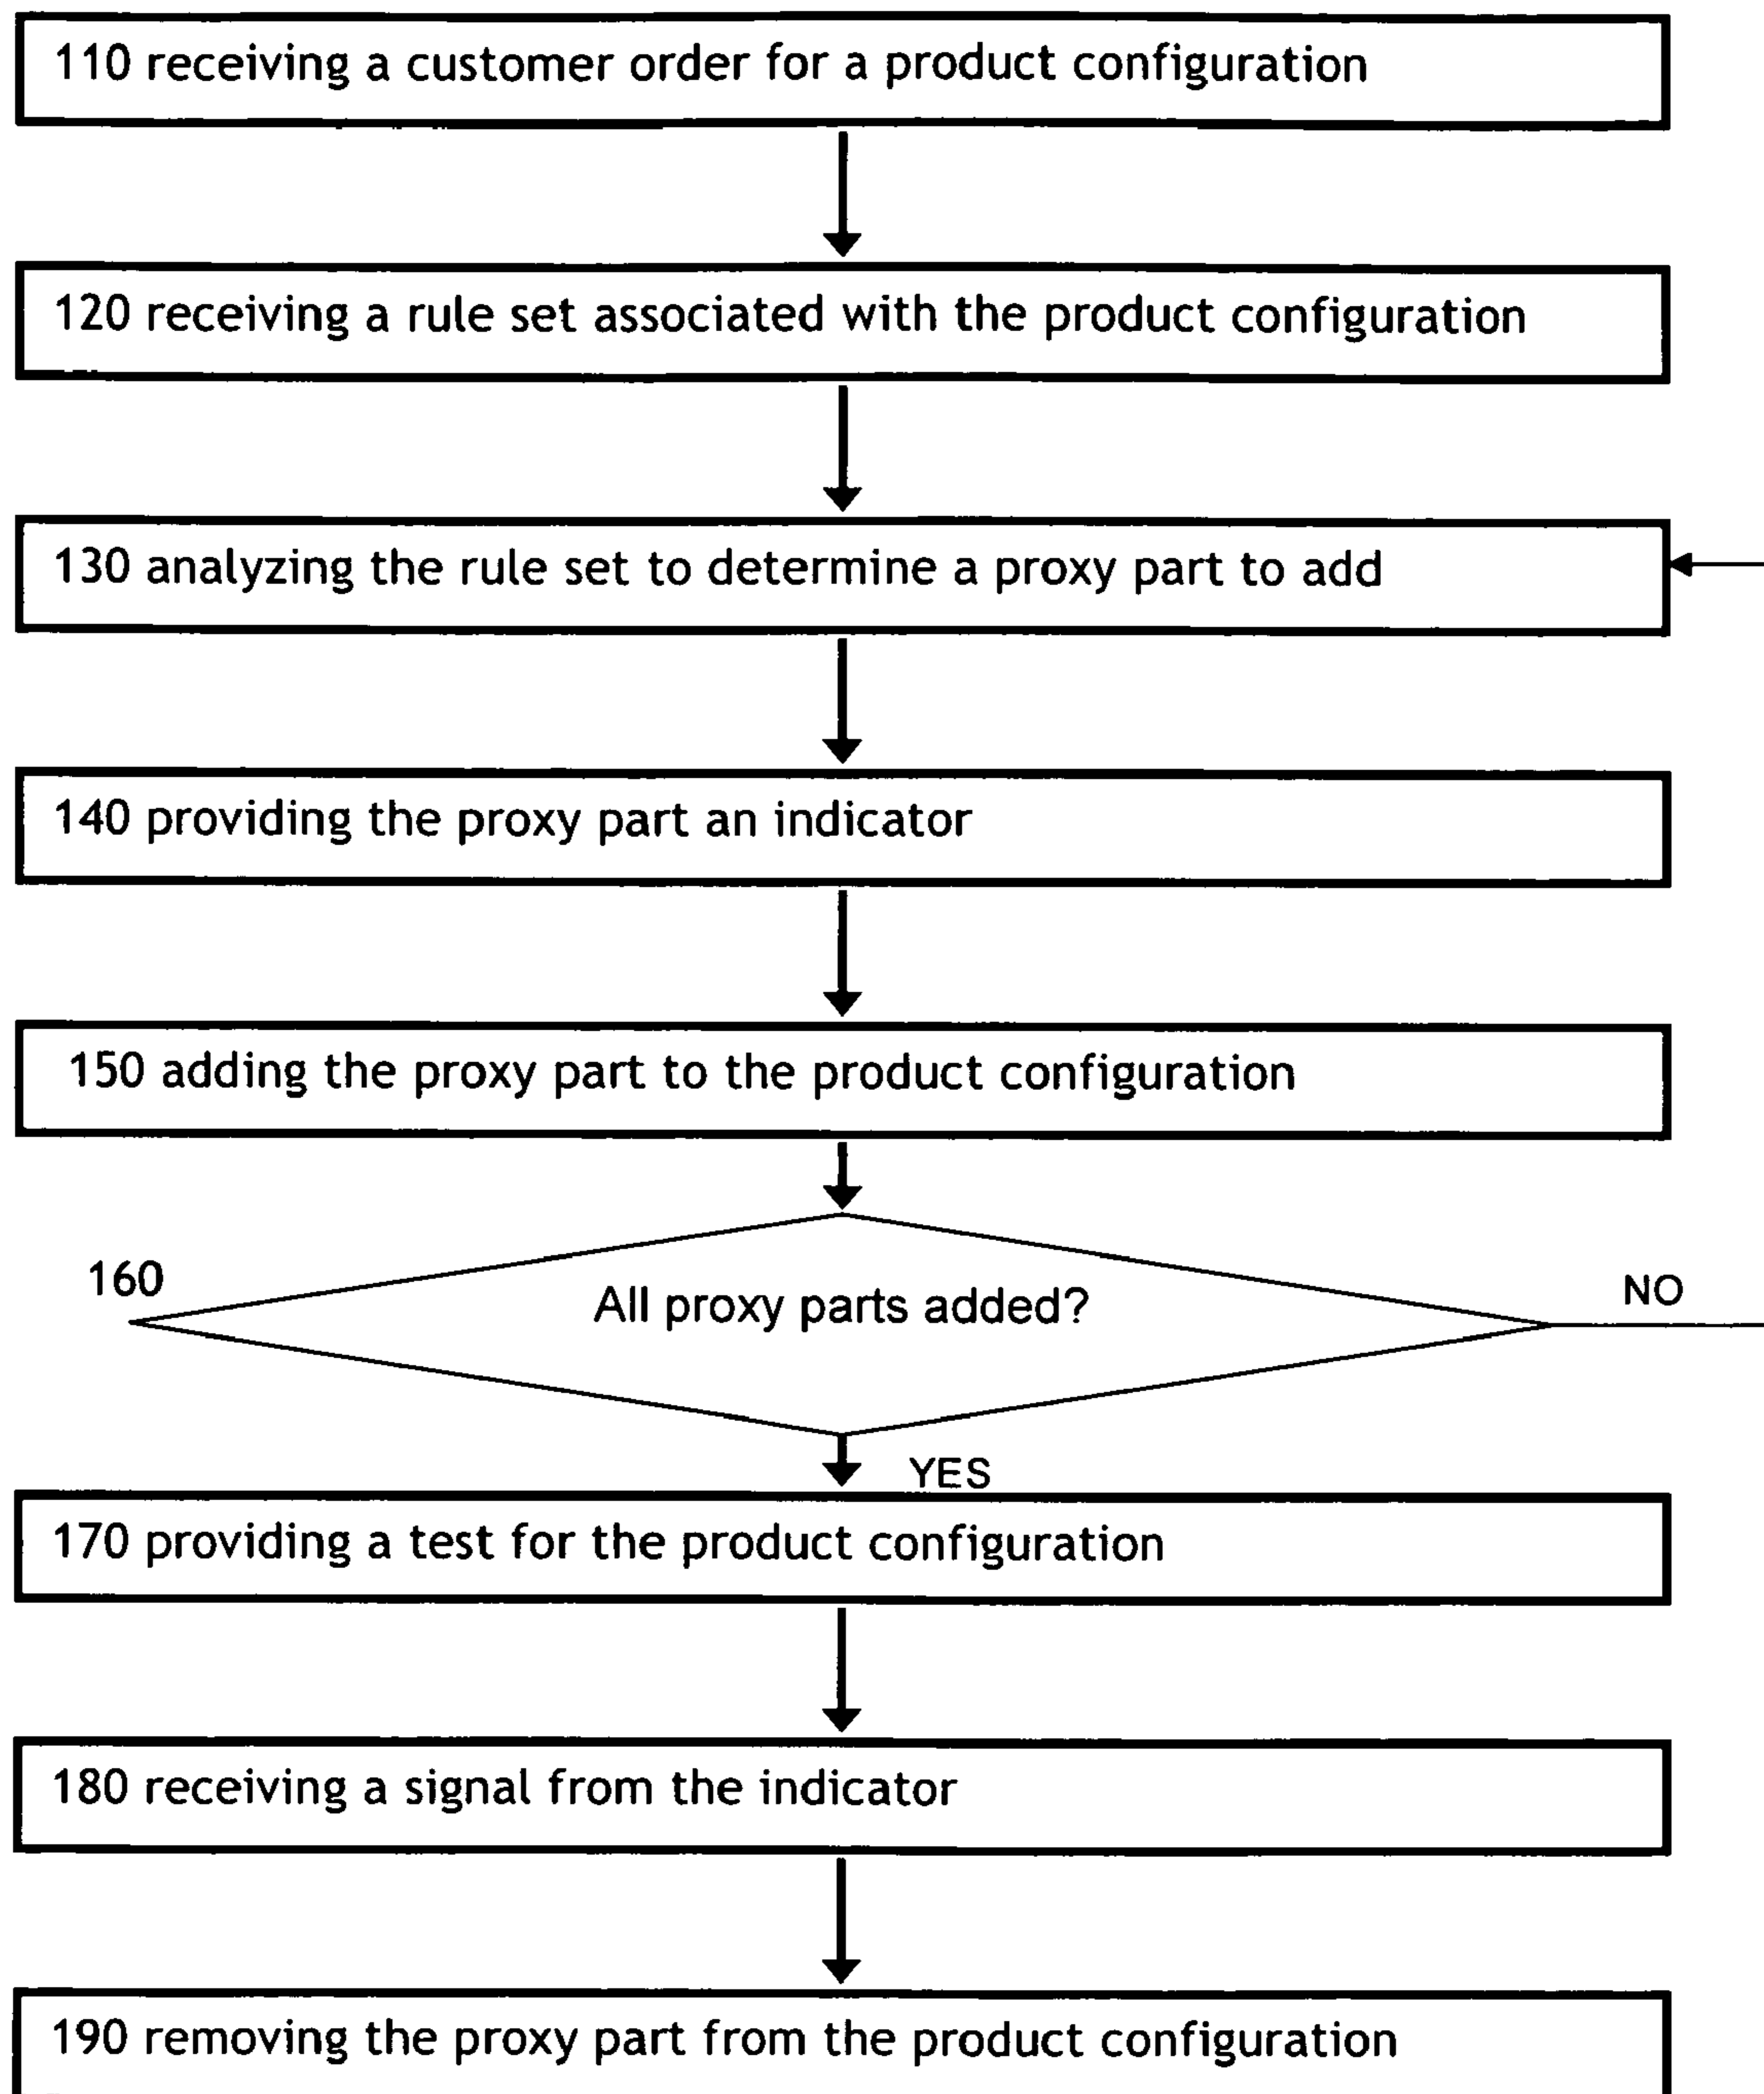 110 receiving a customer order for a product configuration
120 receiving a rule set associated with the product configuration
130 analyzing the rule set to determine a proxy part to add
140 providing the proxy part an indicator
150 adding the proxy part to the product configuration
160
All proxy parts added?
NO
YES
170 providing a test for the product configuration
180 receiving a signal from the indicator
190 removing the proxy part from the product configuration